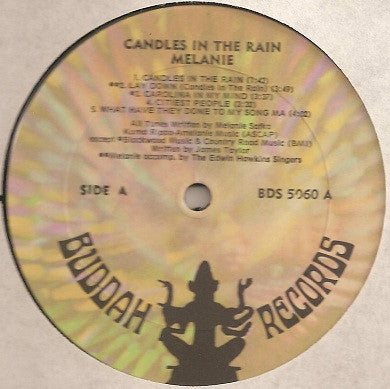 CANDLES IN THE RAIN
MELANIE
1. CANDLES IN THE RAIN (1:42)
**2. LAY DOWN (Candles In The Rain) (3:49)
*3. CAROLINA IN MY MIND (3:37)
4. CITIEST PEOPLE (3:22)
5. WHAT HAVE THEY DONE TO MY SONG MA (4:02)
All Tunes Written by Melanie Safka
Kama Rippa-Amelanie Music (ASCAP)
except *Blackwood Music & Country Road Music (BMI)
Written by James Taylor
**Melanie accomp. by The Edwin Hawkins Singers
SIDE A
BDS 5060 A
BUDDAH RECORDS